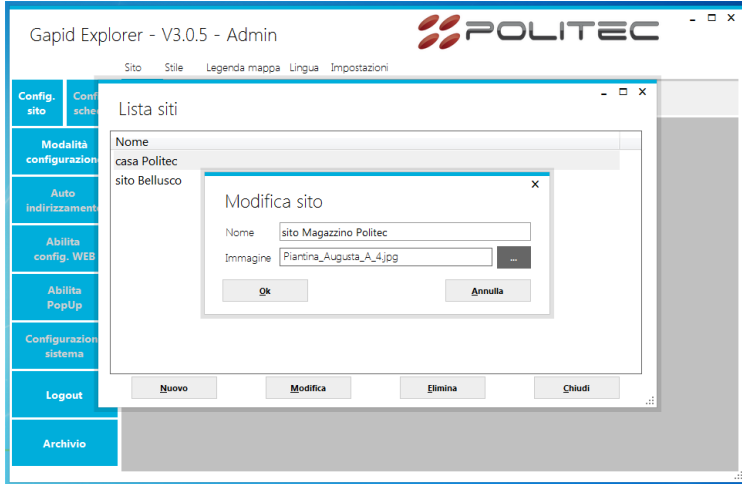 Gapid Explorer - V3.0.5 - Admin
POLITEC
Sito Stile Legenda mappa Lingua Impostazioni
Config.
sito
Modalità
Auto
Abilita
config. WEB
Abilita
PopUp
sistema
Logout
Archivio
Lista siti
Nome
casa Politec
sito Bellusco
Modifica sito
Nome sito Magazzino Politec
Immagine Piantina_Augusta_A_4.jpg ...
Ok Annulla
Nuovo Modifica Elimina Chiudi